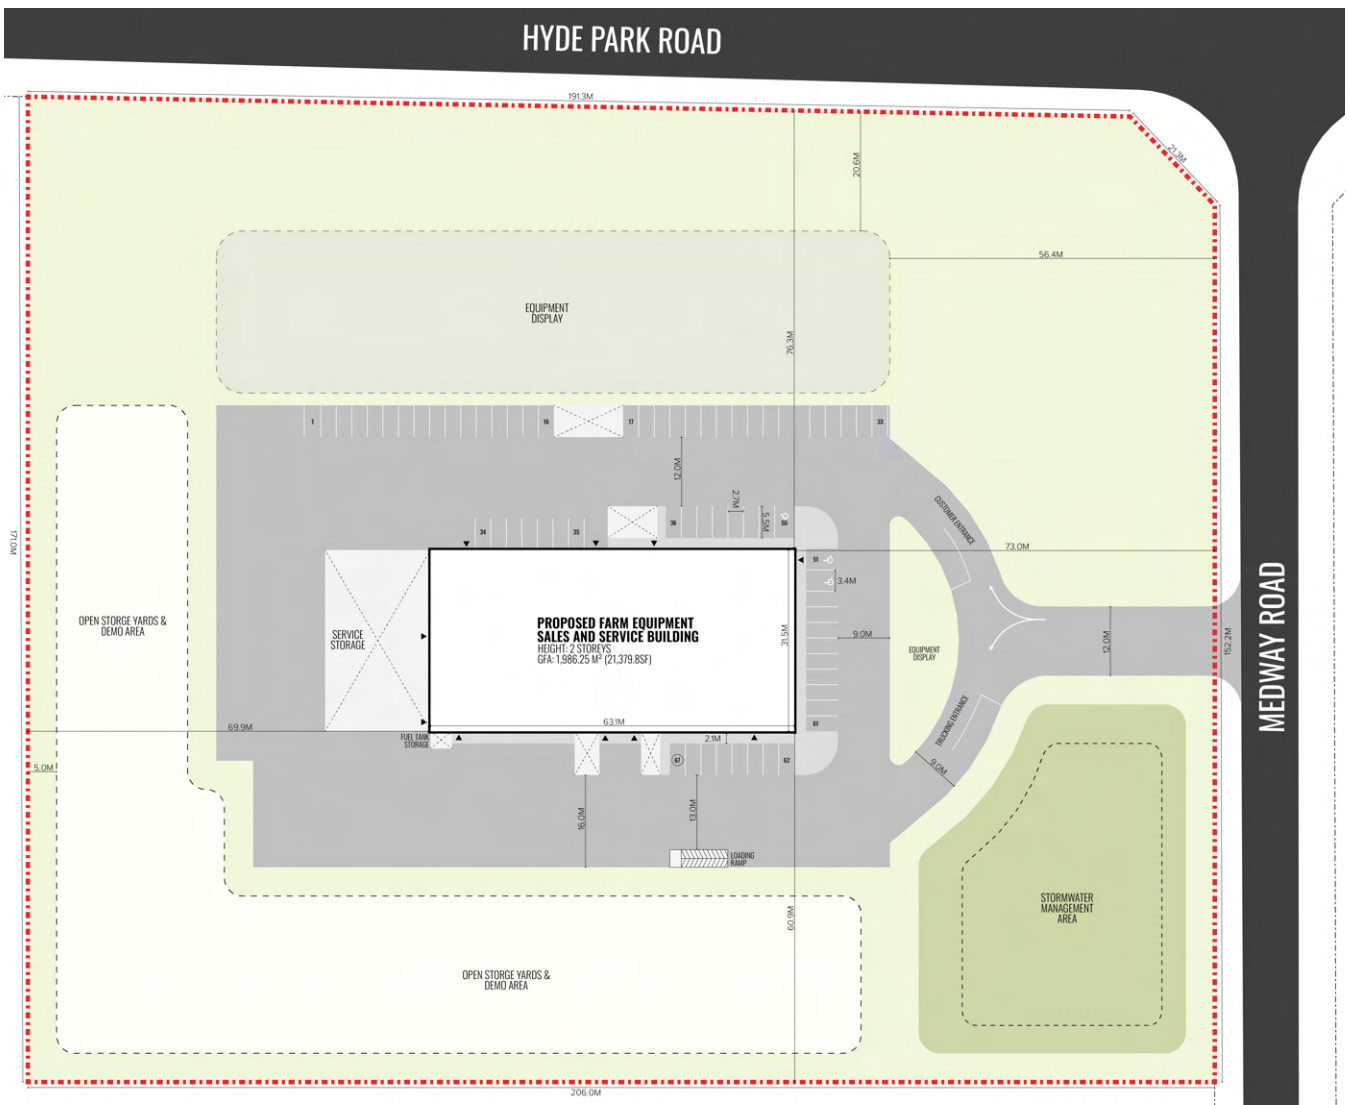 HYDE PARK ROAD
191.3M
21.3M
20.6M
56.4M
EQUIPMENT
DISPLAY
76.3M
1
16
17
33
12.0M
2.7M
5.5M
34
35
36
50
CUSTOMER ENTRANCE
171.0M
73.0M
51
3.4M
OPEN STORGE YARDS &
DEMO AREA
SERVICE
STORAGE
PROPOSED FARM EQUIPMENT
SALES AND SERVICE BUILDING
HEIGHT: 2 STOREYS
GFA: 1,986.25 M² (21,379.8SF)
31.5M
9.0M
EQUIPMENT
DISPLAY
12.0M
152.2M
MEDWAY ROAD
69.9M
63.1M
61
TRUCKING ENTRANCE
FUEL TANK
STORAGE
2.1M
67
62
5.0M
9.0M
16.0M
13.0M
LOADING
RAMP
60.9M
STORMWATER
MANAGEMENT
AREA
OPEN STORGE YARDS &
DEMO AREA
206.0M